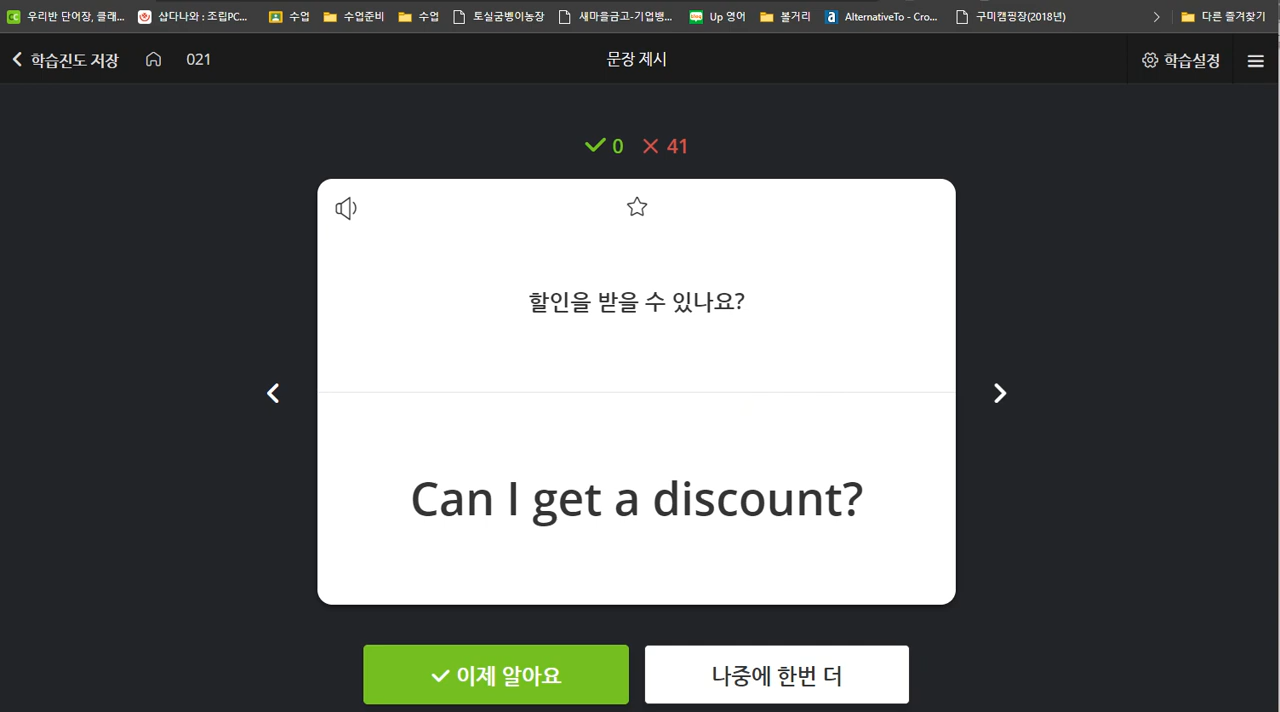 우리반 단어장, 클래... 샵다나와 : 조립PC... 수업 수업준비 수업 토실굼벵이농장 새마을금고-기업뱅... Up 영어 볼거리 AlternativeTo - Cro... 구미캠핑장(2018년) 다른 즐겨찾기
학습진도 저장 021 문장 제시 학습설정
0 41
할인을 받을 수 있나요?
Can I get a discount?
이제 알아요 나중에 한번 더